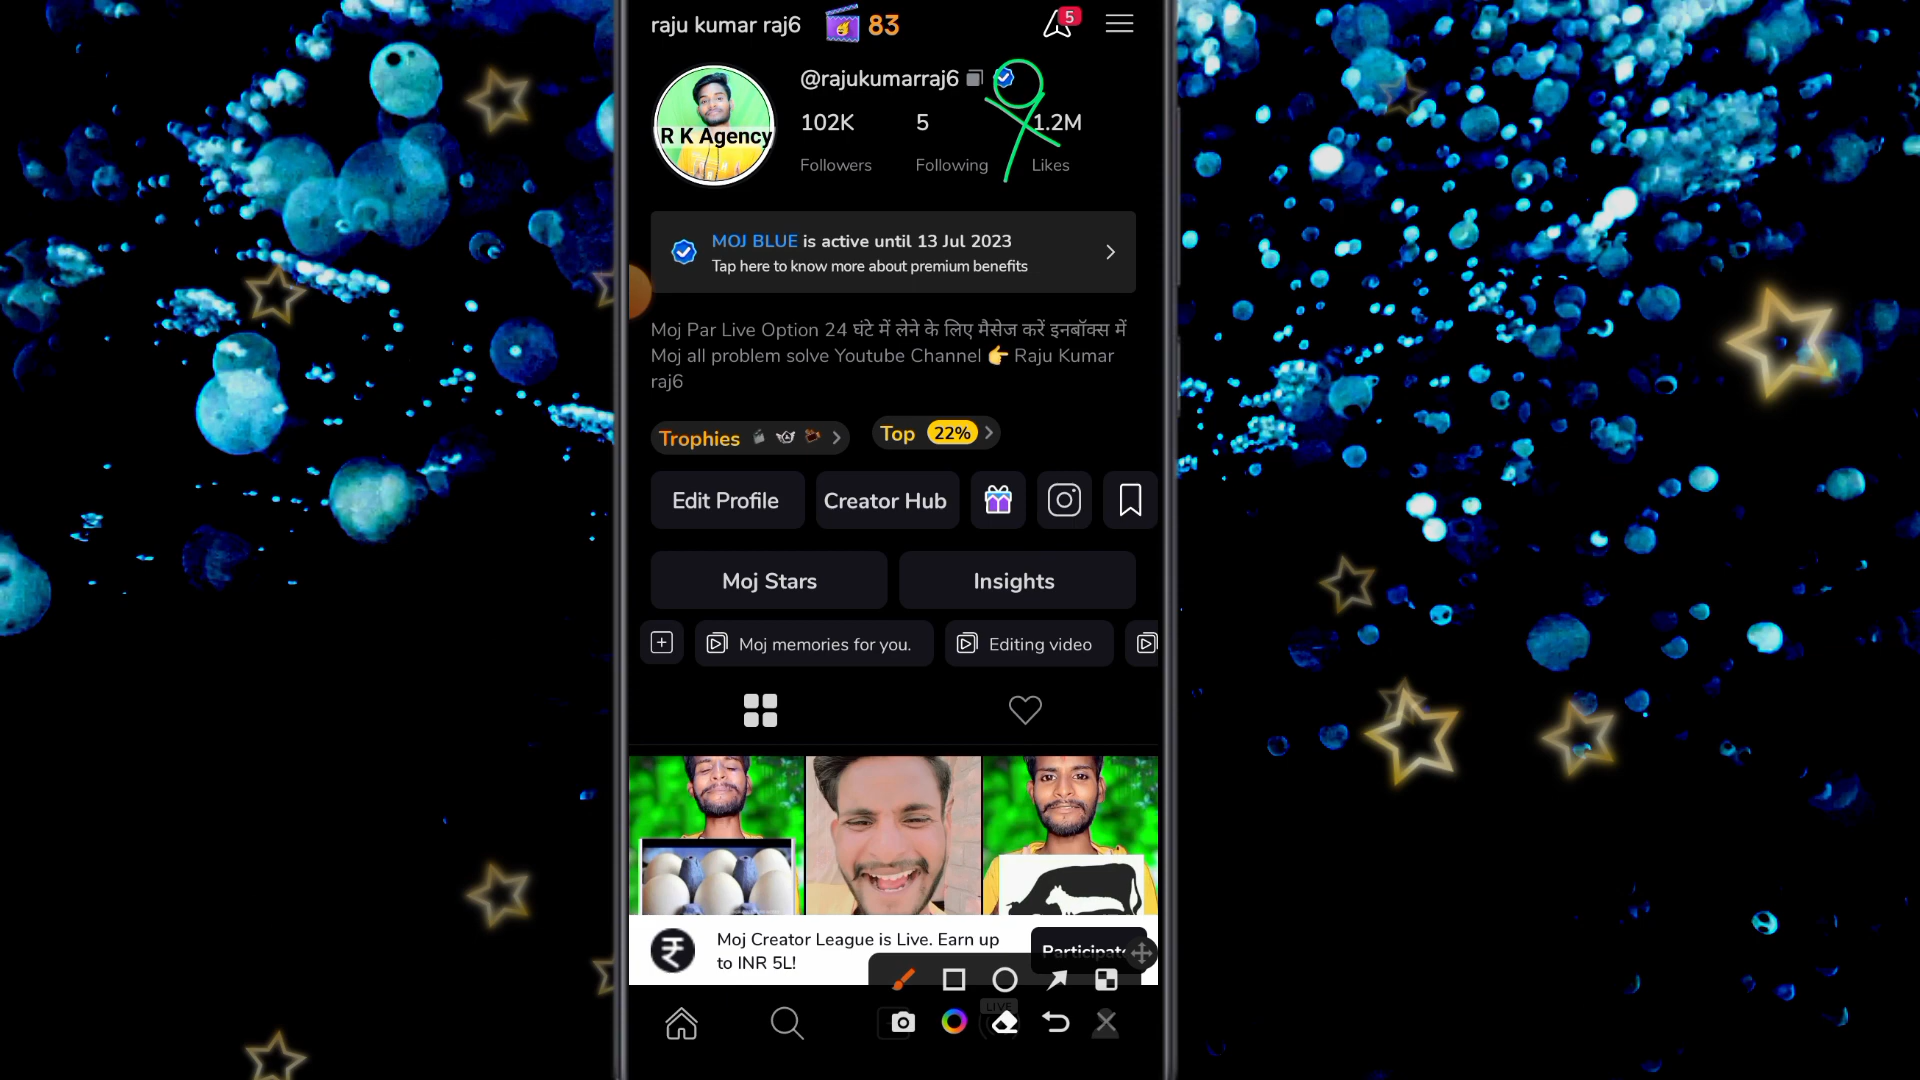 raju kumar raj6 83 5
@rajukumarraj6
R K Agency
102K 5 1.2M
Followers Following Likes
MOJ BLUE is active until 13 Jul 2023
Tap here to know more about premium benefits
Moj Par Live Option 24 घंटे में लेने के लिए मैसेज करें इनबॉक्स में
Moj all problem solve Youtube Channel 👉 Raju Kumar
raj6
Trophies Top 22%
Edit Profile Creator Hub
Moj Stars Insights
Moj memories for you. Editing video
Moj Creator League is Live. Earn up
to INR 5L!
Participate
LIVE